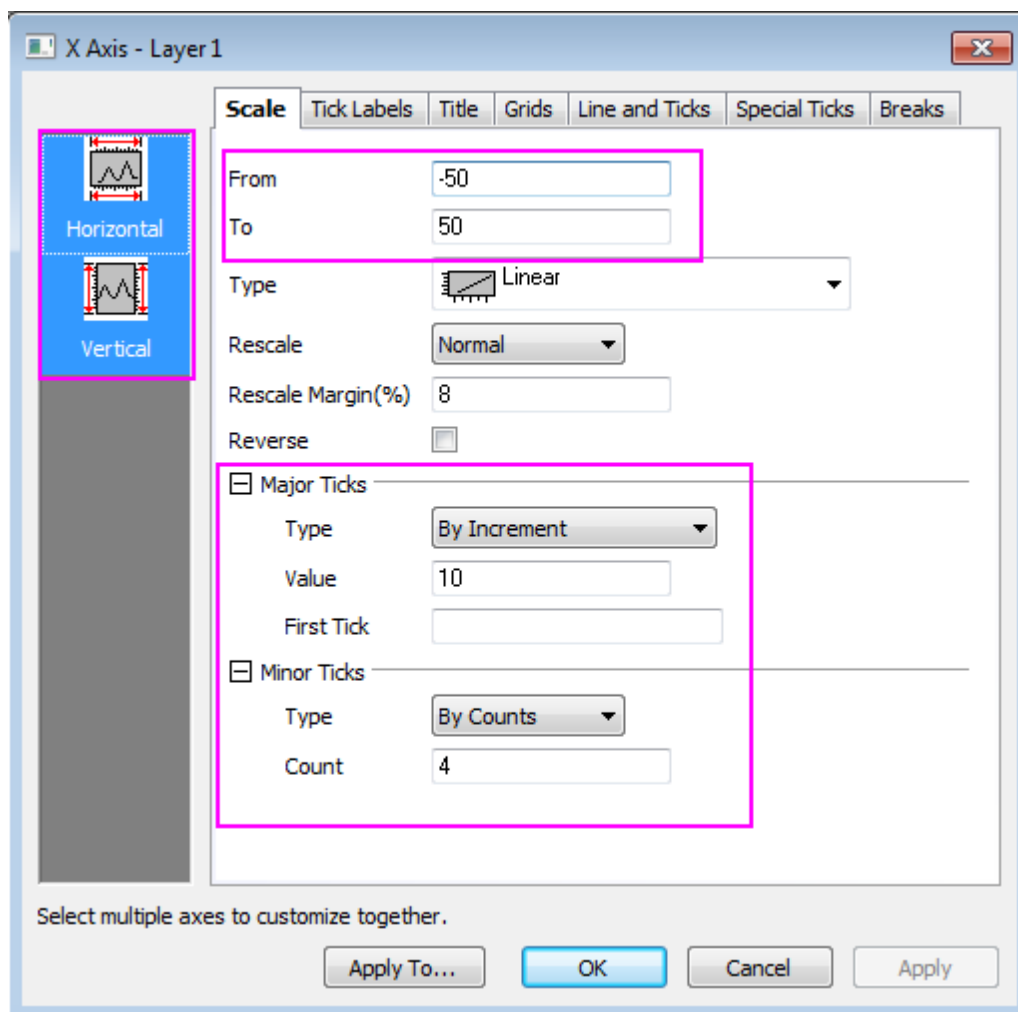 X Axis - Layer 1
Scale Tick Labels Title Grids Line and Ticks Special Ticks Breaks
Horizontal
Vertical
From -50
To 50
Type Linear
Rescale Normal
Rescale Margin(%) 8
Reverse
Major Ticks
Type By Increment
Value 10
First Tick
Minor Ticks
Type By Counts
Count 4
Select multiple axes to customize together.
Apply To... OK Cancel Apply